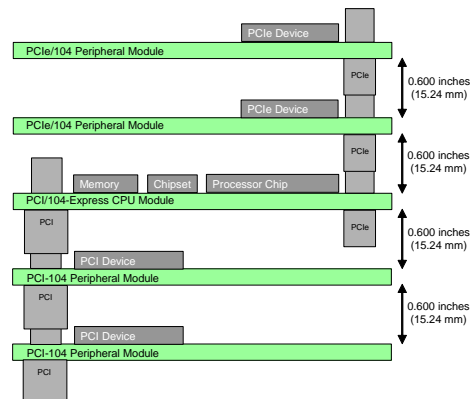 PCIe Device
PCIe/104 Peripheral Module
PCIe
0.600 inches
(15.24 mm)
PCIe Device
PCIe/104 Peripheral Module
PCIe
0.600 inches
(15.24 mm)
Memory
Chipset
Processor Chip
PCI/104-Express CPU Module
PCI
PCIe
0.600 inches
(15.24 mm)
PCI Device
PCI-104 Peripheral Module
PCI
0.600 inches
(15.24 mm)
PCI Device
PCI-104 Peripheral Module
PCI